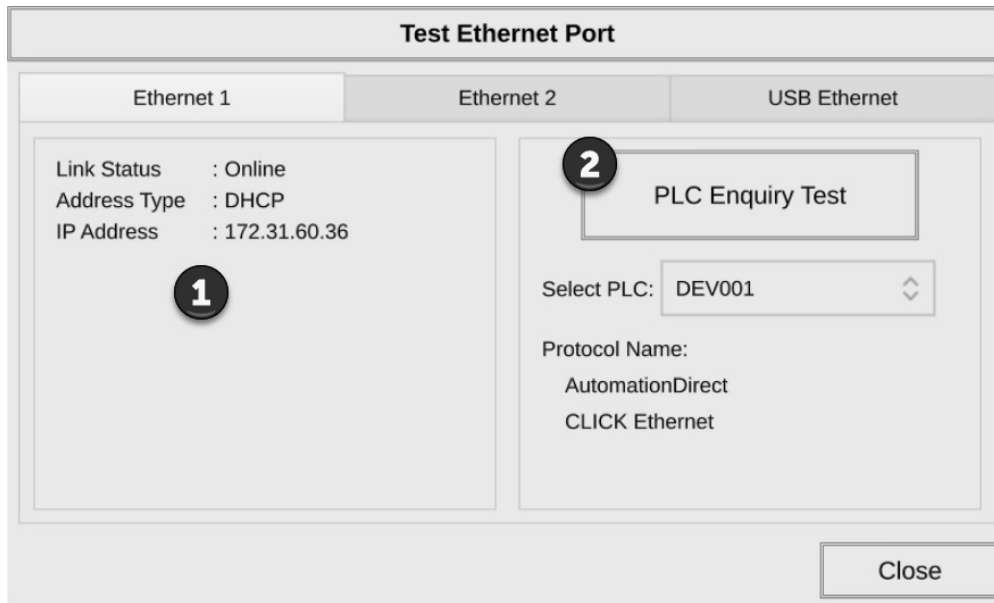 Test Ethernet Port
Ethernet 1
Ethernet 2
USB Ethernet
Link Status : Online
Address Type : DHCP
IP Address : 172.31.60.36
1
2
PLC Enquiry Test
Select PLC: DEV001
Protocol Name:
AutomationDirect
CLICK Ethernet
Close